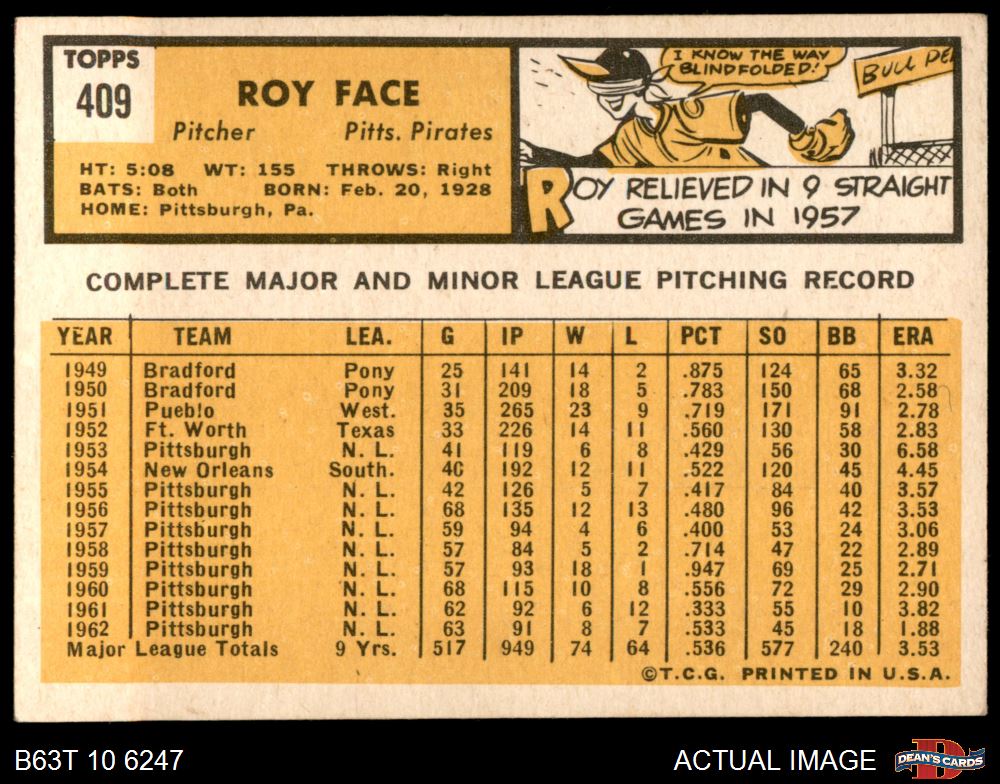 TOPPS
409
ROY FACE
Pitcher Pitts. Pirates
HT: 5:08 WT: 155 THROWS: Right
BATS: Both BORN: Feb. 20, 1928
HOME: Pittsburgh, Pa.
I KNOW THE WAY
BLINDFOLDED!
BULL PE
ROY RELIEVED IN 9 STRAIGHT
GAMES IN 1957
COMPLETE MAJOR AND MINOR LEAGUE PITCHING RECORD
YEAR TEAM LEA. G IP W L PCT SO BB ERA
1949 Bradford Pony 25 141 14 2 .875 124 65 3.32
1950 Bradford Pony 31 209 18 5 .783 150 68 2.58
1951 Pueblo West. 35 265 23 9 .719 171 91 2.78
1952 Ft. Worth Texas 33 226 14 11 .560 130 58 2.83
1953 Pittsburgh N. L. 41 119 6 8 .429 56 30 6.58
1954 New Orleans South. 40 192 12 11 .522 120 45 4.45
1955 Pittsburgh N. L. 42 126 5 7 .417 84 40 3.57
1956 Pittsburgh N. L. 68 135 12 13 .480 96 42 3.53
1957 Pittsburgh N. L. 59 94 4 6 .400 53 24 3.06
1958 Pittsburgh N. L. 57 84 5 2 .714 47 22 2.89
1959 Pittsburgh N. L. 57 93 18 1 .947 69 25 2.71
1960 Pittsburgh N. L. 68 115 10 8 .556 72 29 2.90
1961 Pittsburgh N. L. 62 92 6 12 .333 55 10 3.82
1962 Pittsburgh N. L. 63 91 8 7 .533 45 18 1.88
Major League Totals 9 Yrs. 517 949 74 64 .536 577 240 3.53
©T.C.G. PRINTED IN U.S.A.
B63T 10 6247 ACTUAL IMAGE DEAN'S CARDS